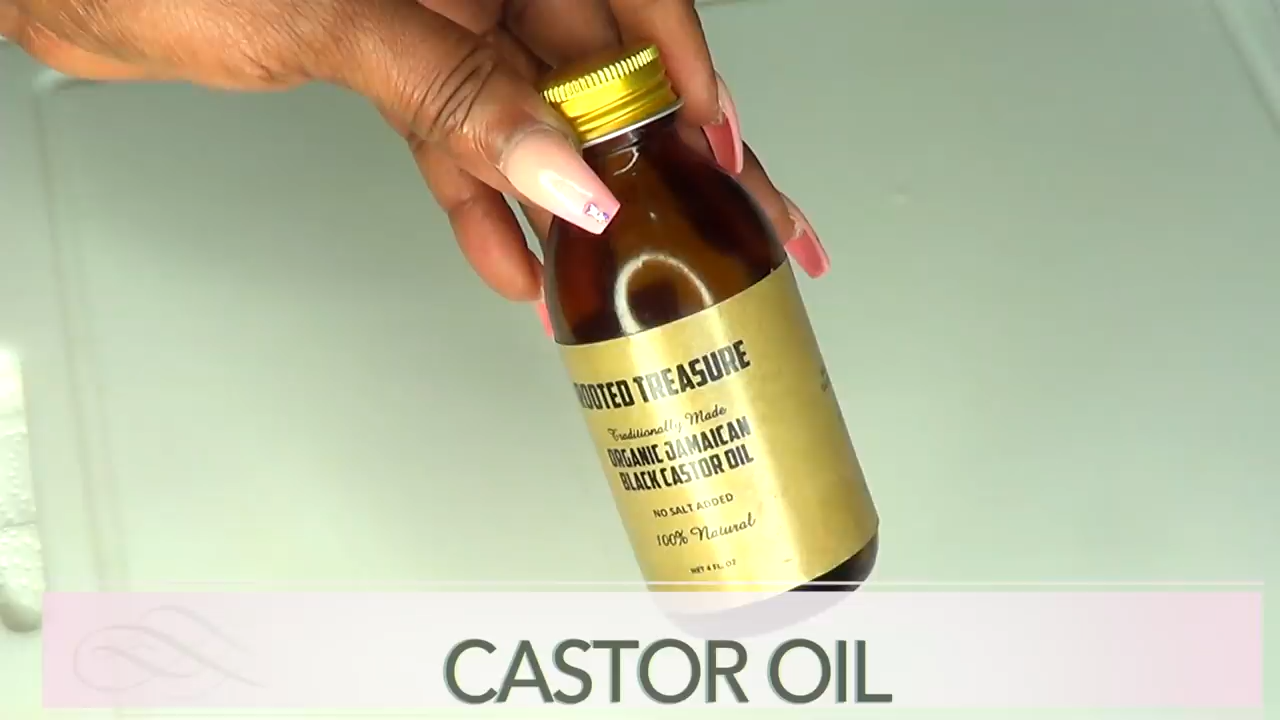 ROOTED TREASURE
Traditionally Made
ORGANIC JAMAICAN
BLACK CASTOR OIL
NO SALT ADDED
100% Natural
NET 4 FL. OZ
CASTOR OIL